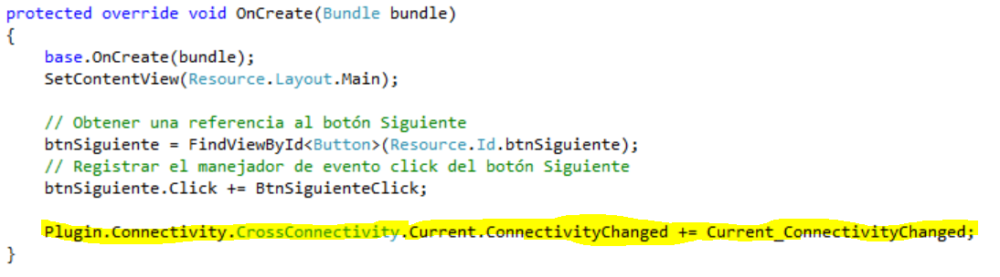 protected override void OnCreate(Bundle bundle)
{
    base.OnCreate(bundle);
    SetContentView(Resource.Layout.Main);

    // Obtener una referencia al botón Siguiente
    btnSiguiente = FindViewById<Button>(Resource.Id.btnSiguiente);
    // Registrar el manejador de evento click del botón Siguiente
    btnSiguiente.Click += BtnSiguienteClick;

    Plugin.Connectivity.CrossConnectivity.Current.ConnectivityChanged += Current_ConnectivityChanged;
}